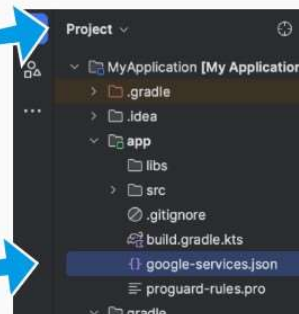 Project
MyApplication [My Application
.gradle
.idea
app
libs
src
.gitignore
build.gradle.kts
google-services.json
proguard-rules.pro
gradle